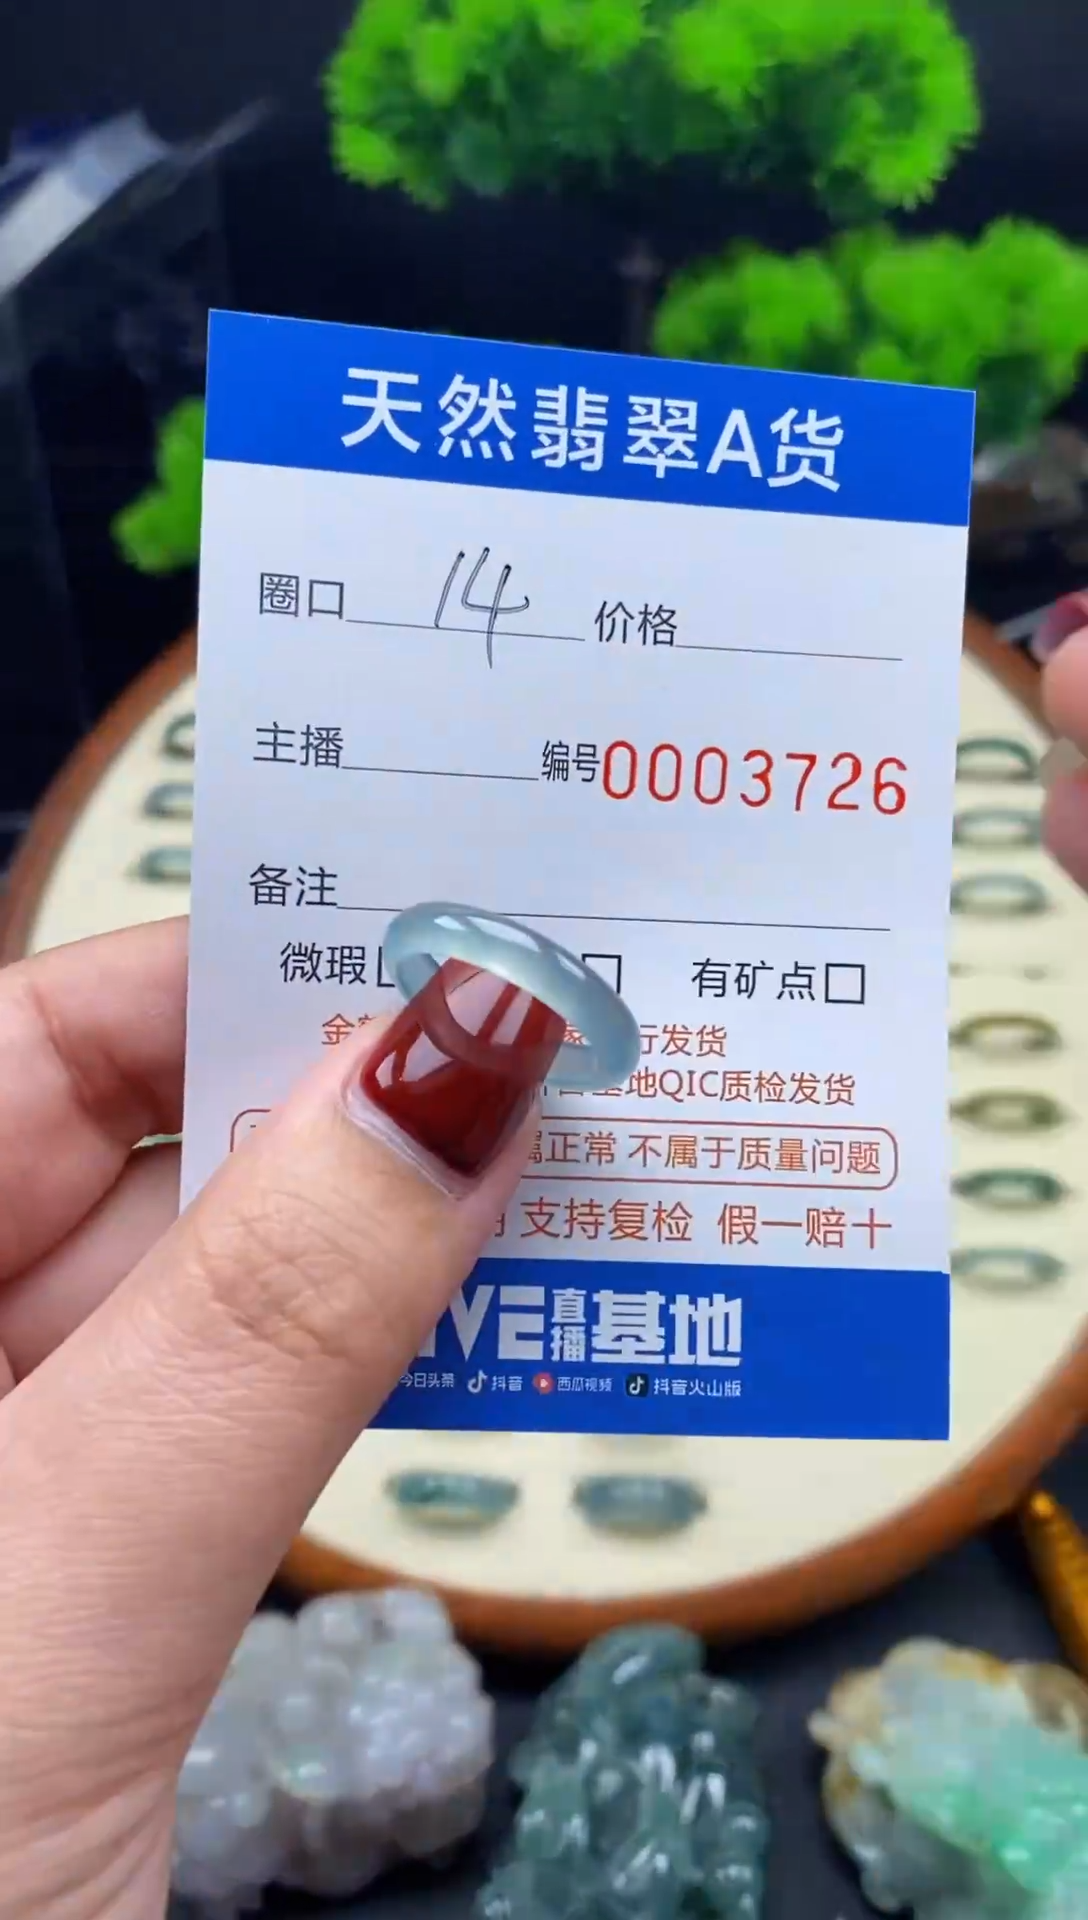 天然翡翠A货
圈口 14 价格
主播 编号0003726
备注
微瑕 有矿点
行发货
基地QIC质检发货
属正常 不属于质量问题
支持复检 假一赔十
直播基地
今日头条 抖音 西瓜视频 抖音火山版